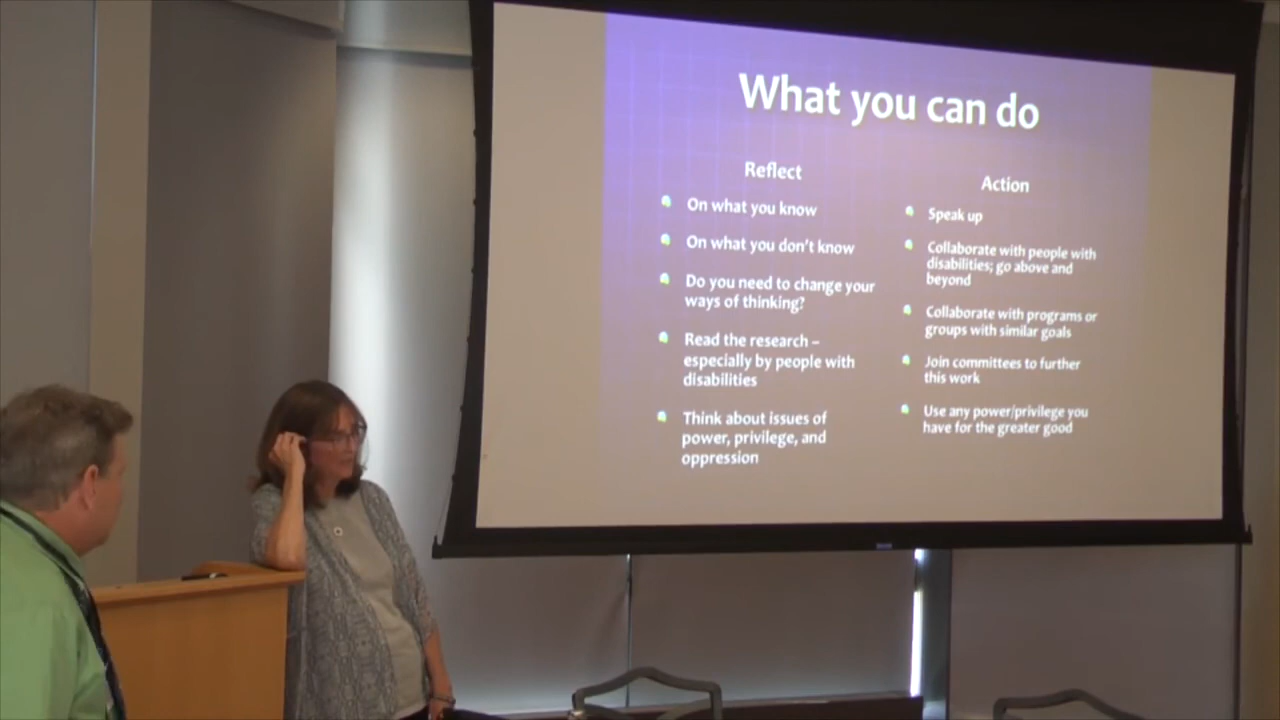 What you can do
Reflect
On what you know
On what you don't know
Do you need to change your
ways of thinking?
Read the research –
especially by people with
disabilities
Think about issues of
power, privilege, and
oppression
Action
Speak up
Collaborate with people with
disabilities; go above and
beyond
Collaborate with programs or
groups with similar goals
Join committees to further
this work
Use any power/privilege you
have for the greater good